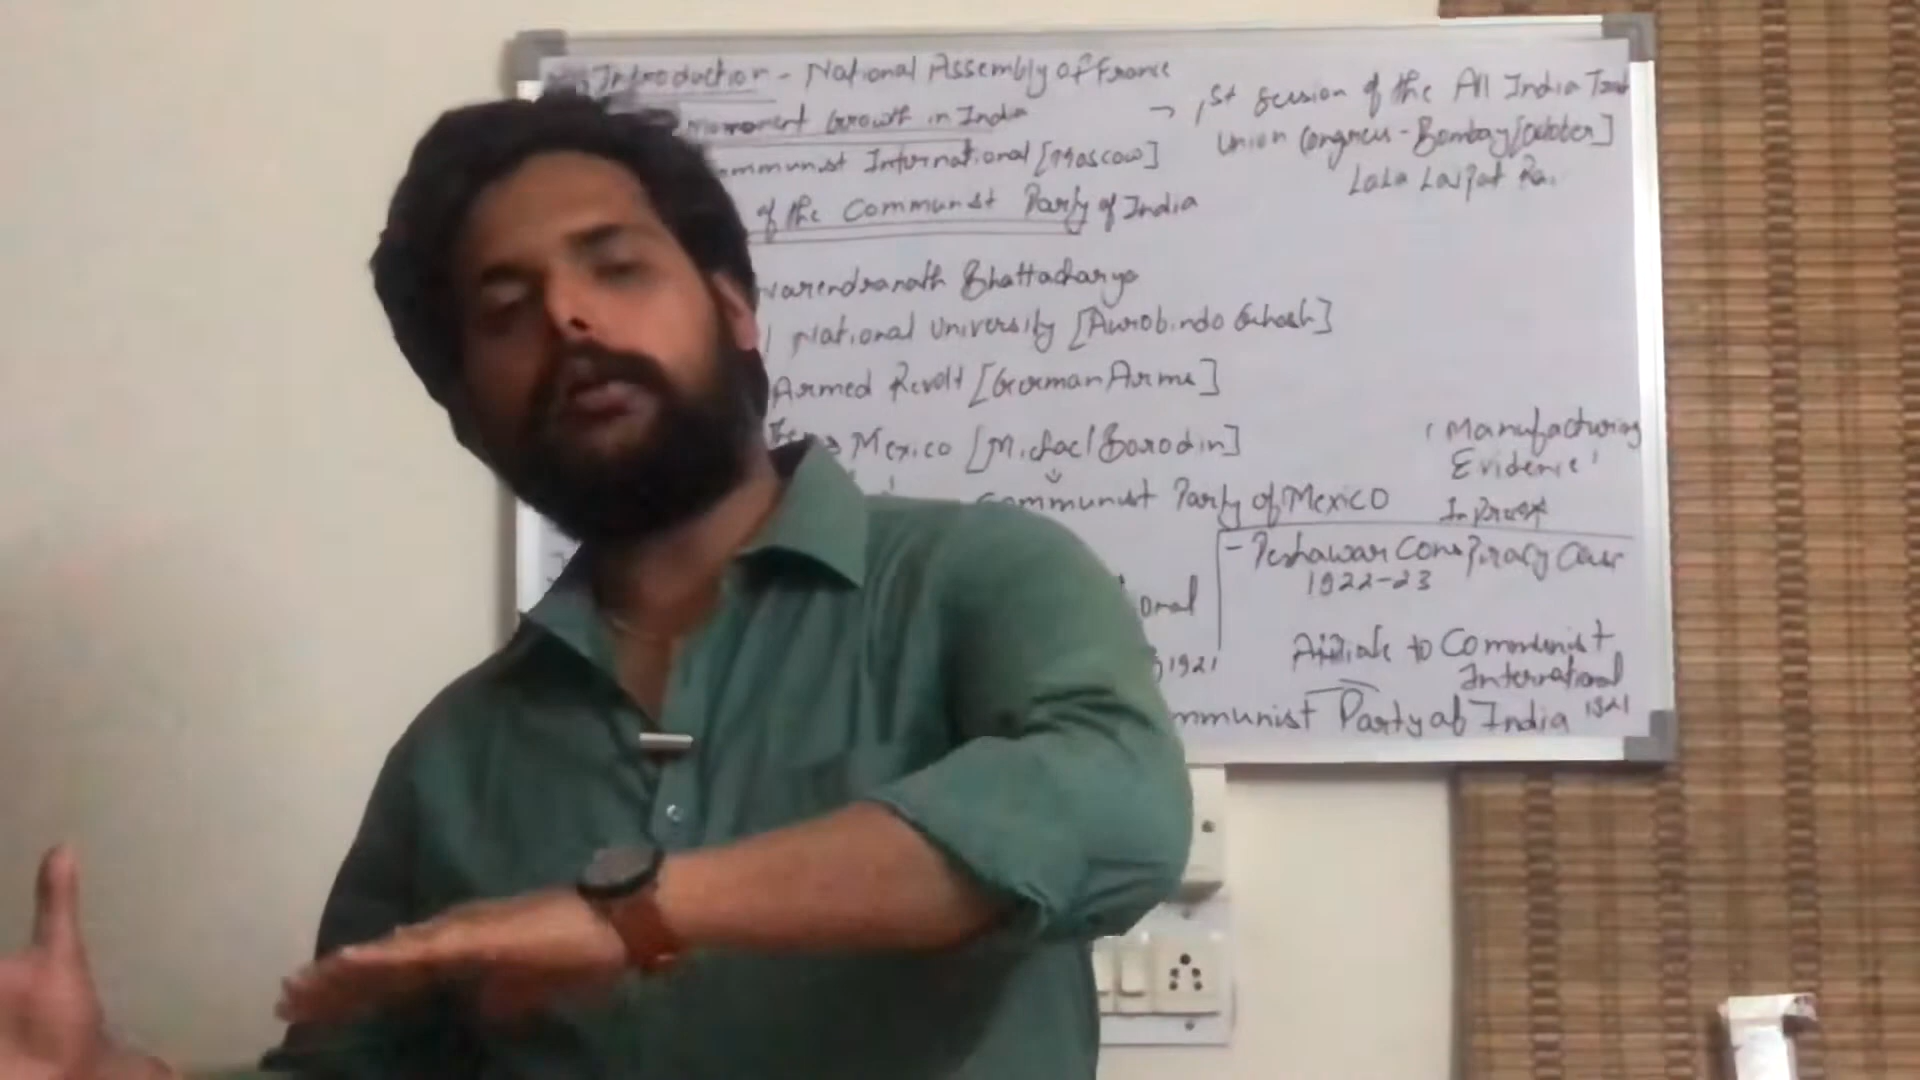 Introduction - National Assembly of France
Movement Growth in India
Communist International [Moscow]
of the Communist Party of India
Narendranath Bhattacharya
National University [Aurobindo Ghosh]
Armed Revolt [German Arms]
Mexico [Michael Borodin]
Communist Party of Mexico
onal
1921
→ 1st Session of the All India Trad
Union Congress - Bombay [October]
Lala Lajpat Rai
'Manufacturing
Evidence'
- Peshawar Conspiracy Case
1922-23
to Communist
International
mmunist Party of India 1921